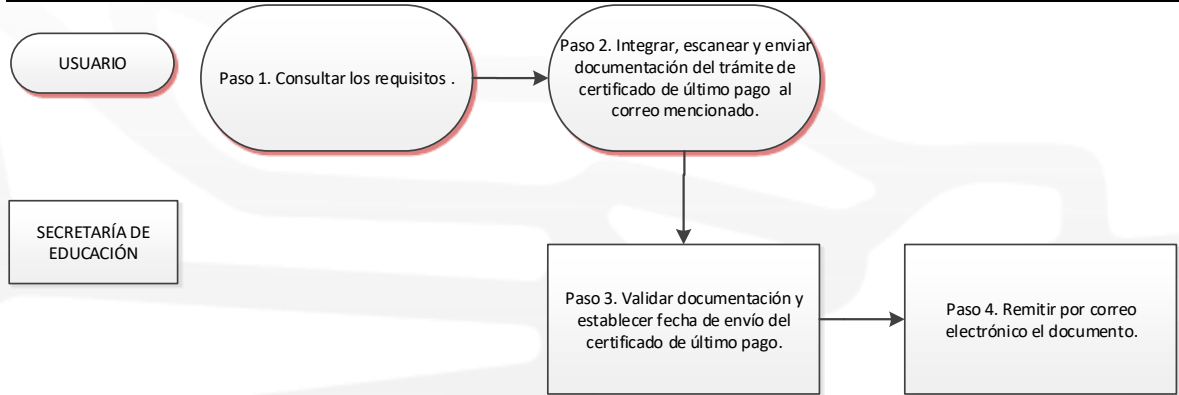 USUARIO
Paso 1. Consultar los requisitos .
Paso 2. Integrar, escanear y enviar
documentación del trámite de
certificado de último pago al
correo mencionado.
SECRETARÍA DE
EDUCACIÓN
Paso 3. Validar documentación y
establecer fecha de envío del
certificado de último pago.
Paso 4. Remitir por correo
electrónico el documento.